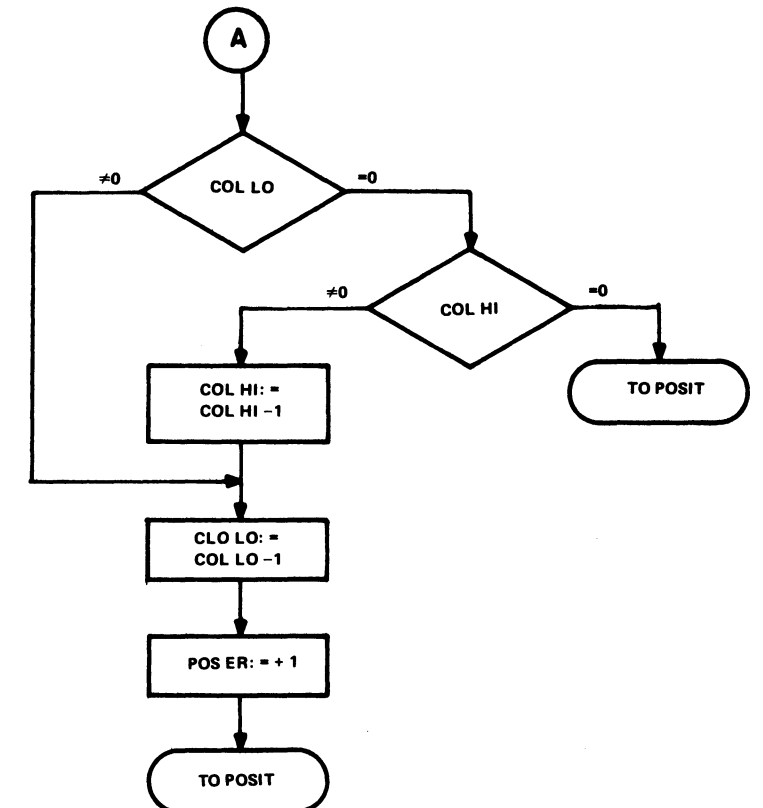 A
≠0
COL LO
=0
≠0
COL HI
=0
COL HI: =
COL HI –1
TO POSIT
CLO LO: =
COL LO –1
POS ER: = + 1
TO POSIT